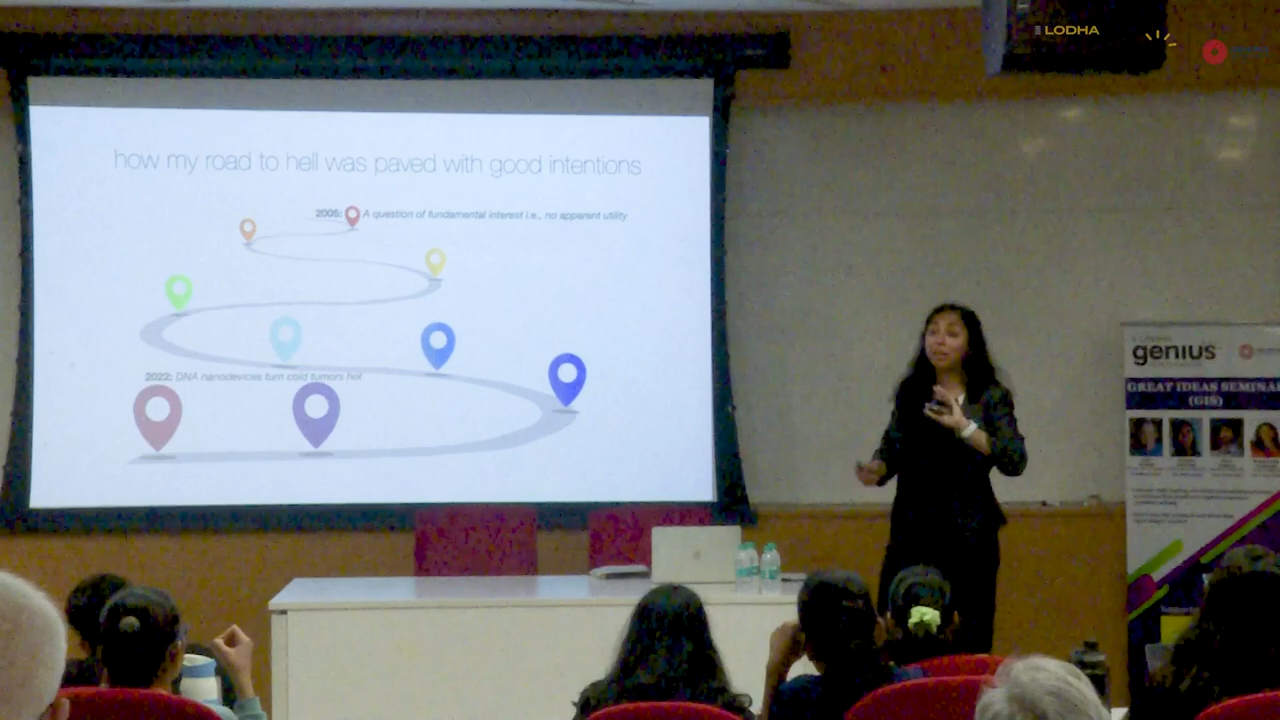 LODHA
how my road to hell was paved with good intentions
2005: A question of fundamental interest i.e., no apparent utility
2022: DNA nanodevices turn cold tumors hot
genius
GREAT IDEAS SEMINA
(GIS)